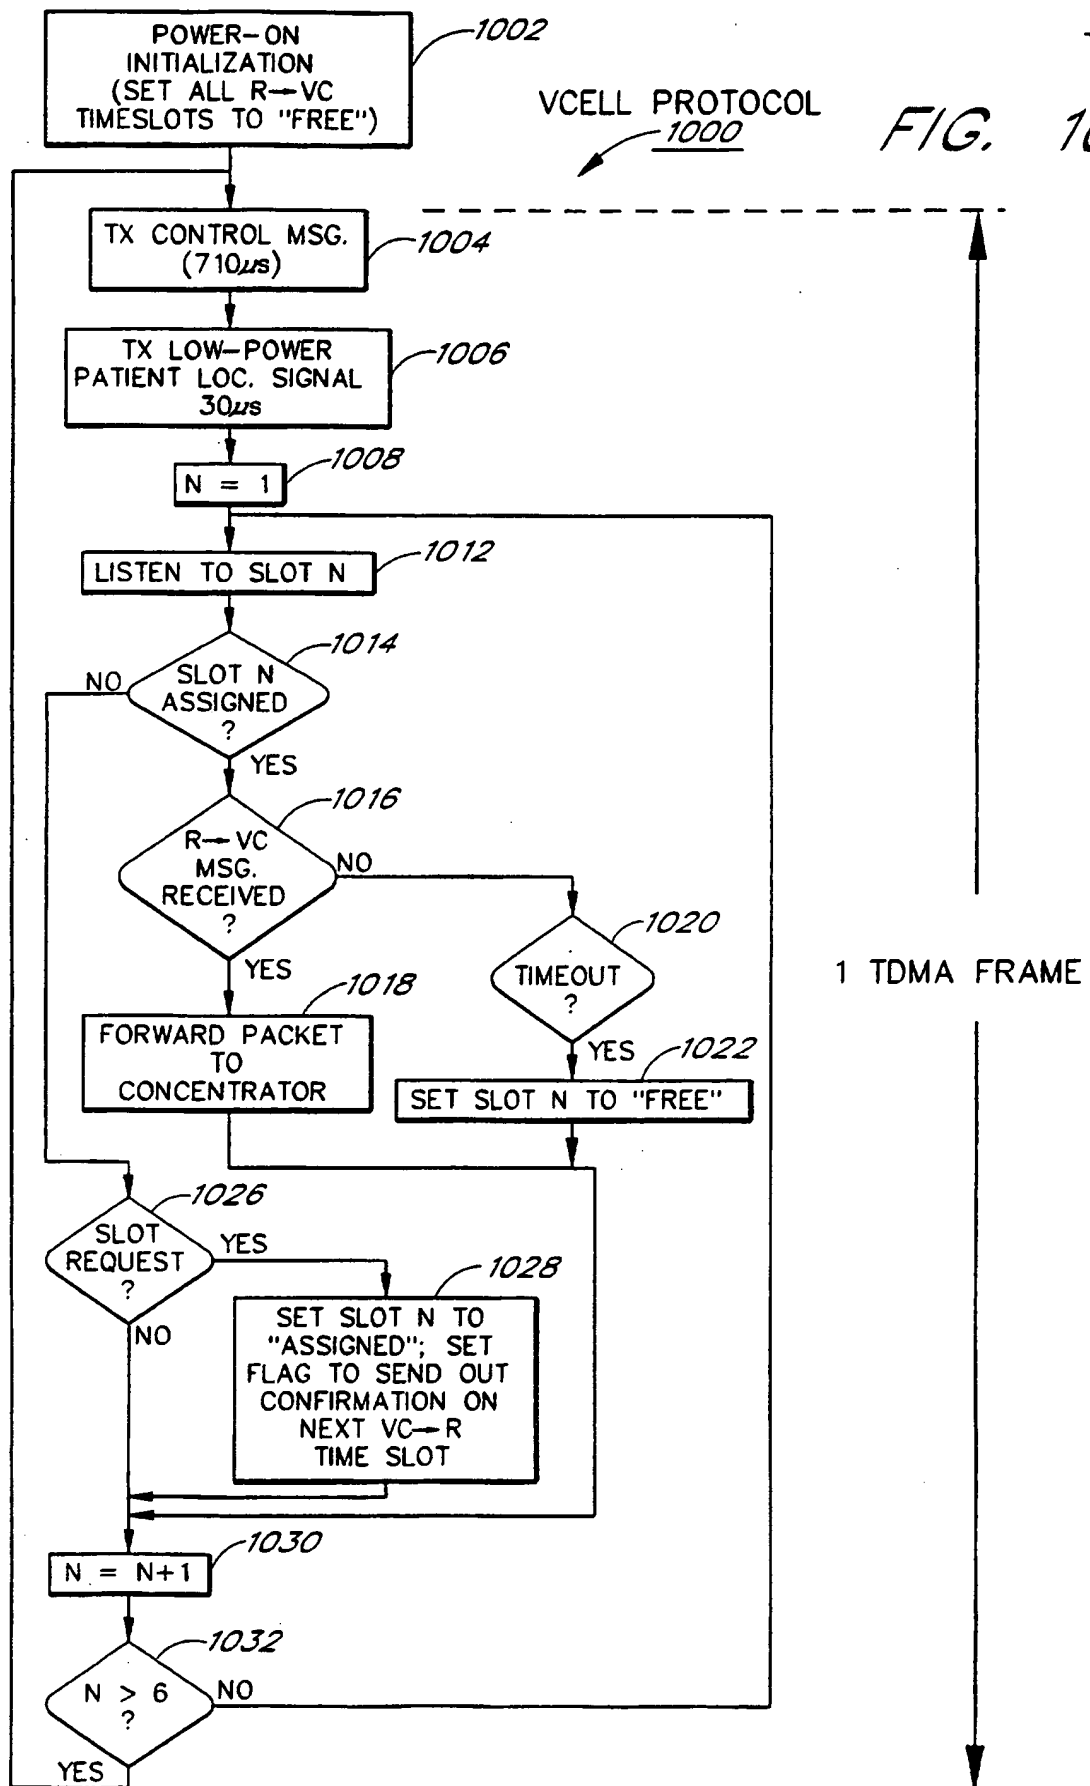 POWER-ON
INITIALIZATION
(SET ALL R→VC
TIMESLOTS TO "FREE")
1002
VCELL PROTOCOL
1000
FIG. 10
TX CONTROL MSG.
(710µs)
1004
TX LOW-POWER
PATIENT LOC. SIGNAL
30µs
1006
N = 1
1008
LISTEN TO SLOT N
1012
SLOT N
ASSIGNED
?
1014
NO
YES
R→VC
MSG.
RECEIVED
?
1016
NO
YES
TIMEOUT
?
1020
YES
1 TDMA FRAME
FORWARD PACKET
TO
CONCENTRATOR
1018
SET SLOT N TO "FREE"
1022
SLOT
REQUEST
?
1026
YES
NO
SET SLOT N TO
"ASSIGNED"; SET
FLAG TO SEND OUT
CONFIRMATION ON
NEXT VC→R
TIME SLOT
1028
N = N+1
1030
N > 6
?
1032
NO
YES